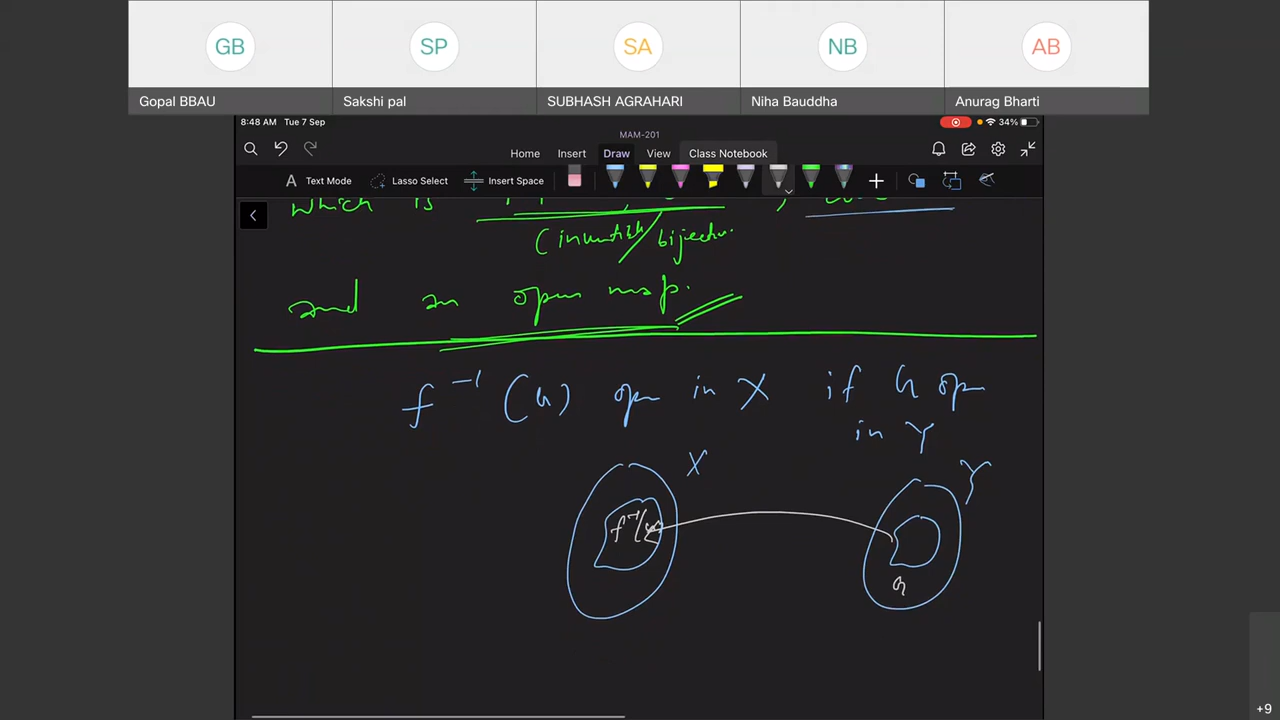 GB SP SA NB AB
Gopal BBAU Sakshi pal SUBHASH AGRAHARI Niha Bauddha Anurag Bharti
8:48 AM Tue 7 Sep 34%
MAM-201
Home Insert Draw View Class Notebook
A Text Mode Lasso Select Insert Space
which is
(invertible/bijective.
and an open map.
f⁻¹(G) open in X if G open
in Y
X Y
f⁻¹(G)
G
+9